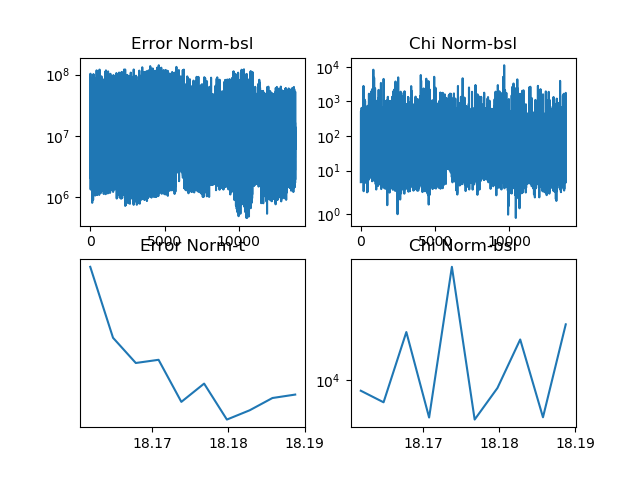 Error Norm-bsl
Chi Norm-bsl
10^8
10^7
10^6
0 5000 10000
10^4
10^3
10^2
10^1
10^0
0 5000 10000
Error Norm-t
Chi Norm-bsl
18.17 18.18 18.19
10^4
18.17 18.18 18.19